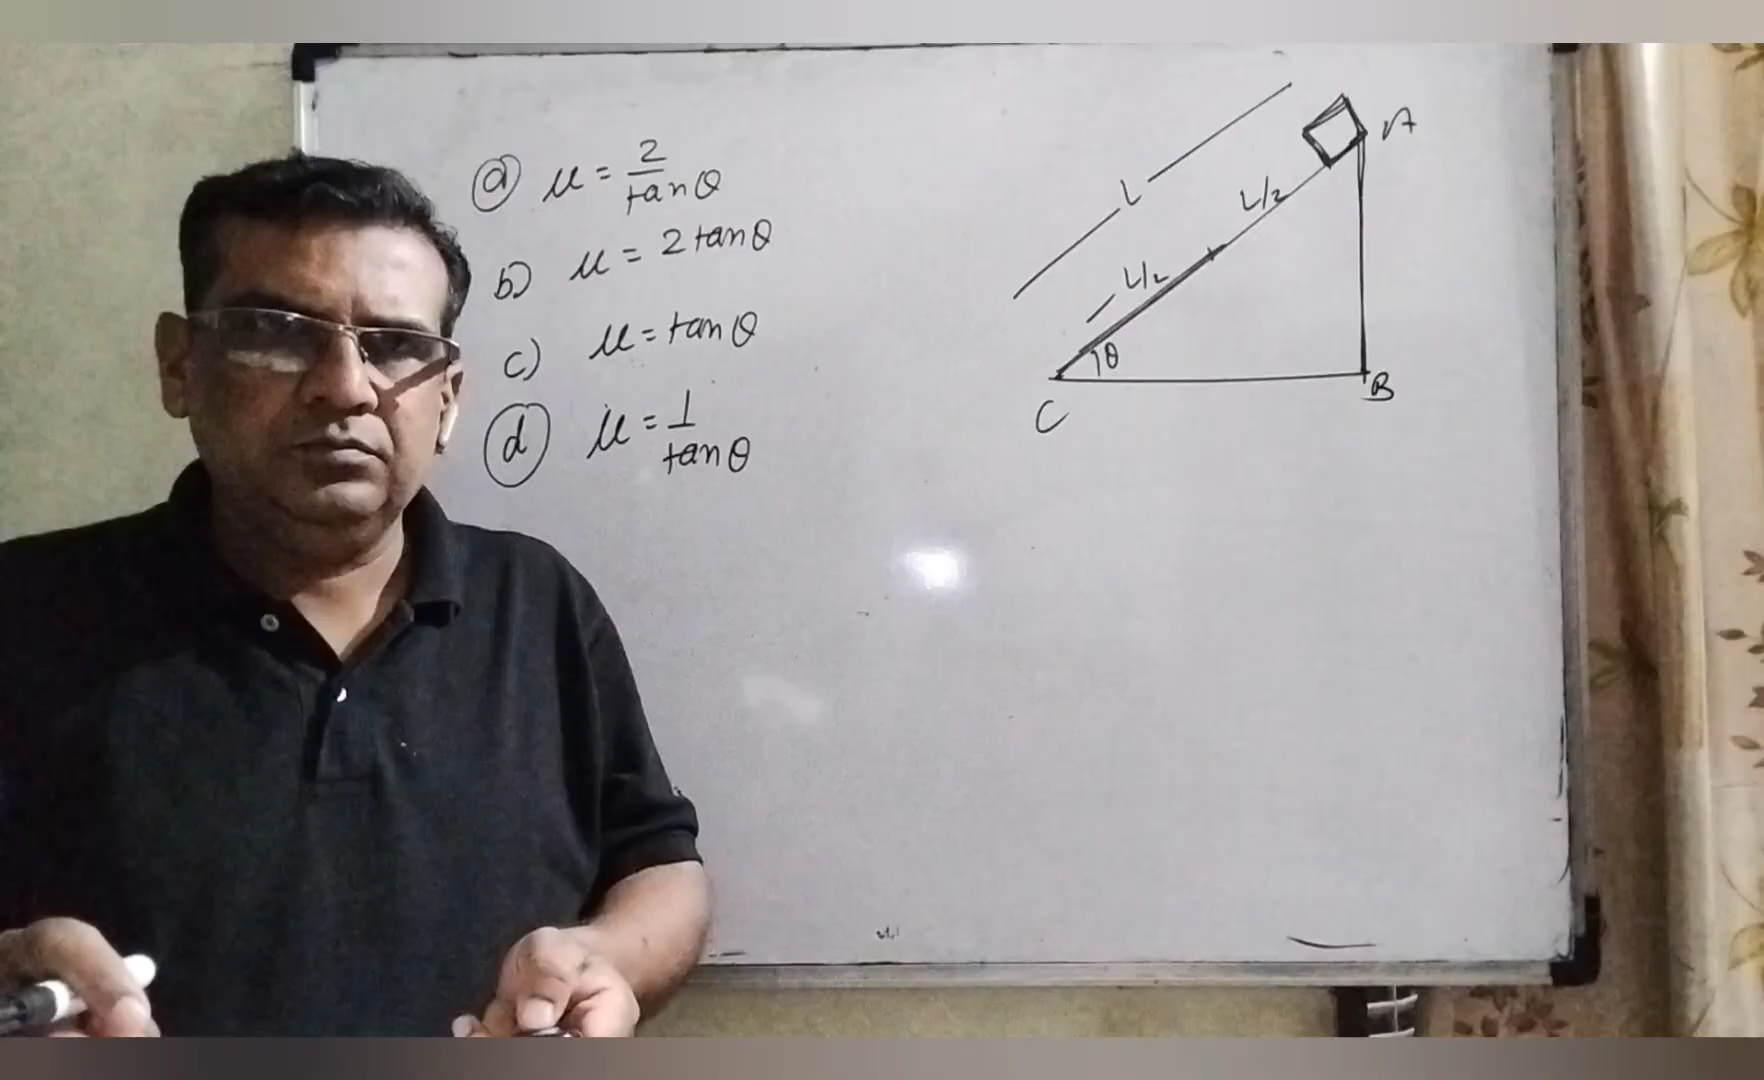 a) μ = 2/tanθ
b) μ = 2 tanθ
c) μ = tanθ
d) μ = 1/tanθ
A
L
L/2
L/2
θ
C
B